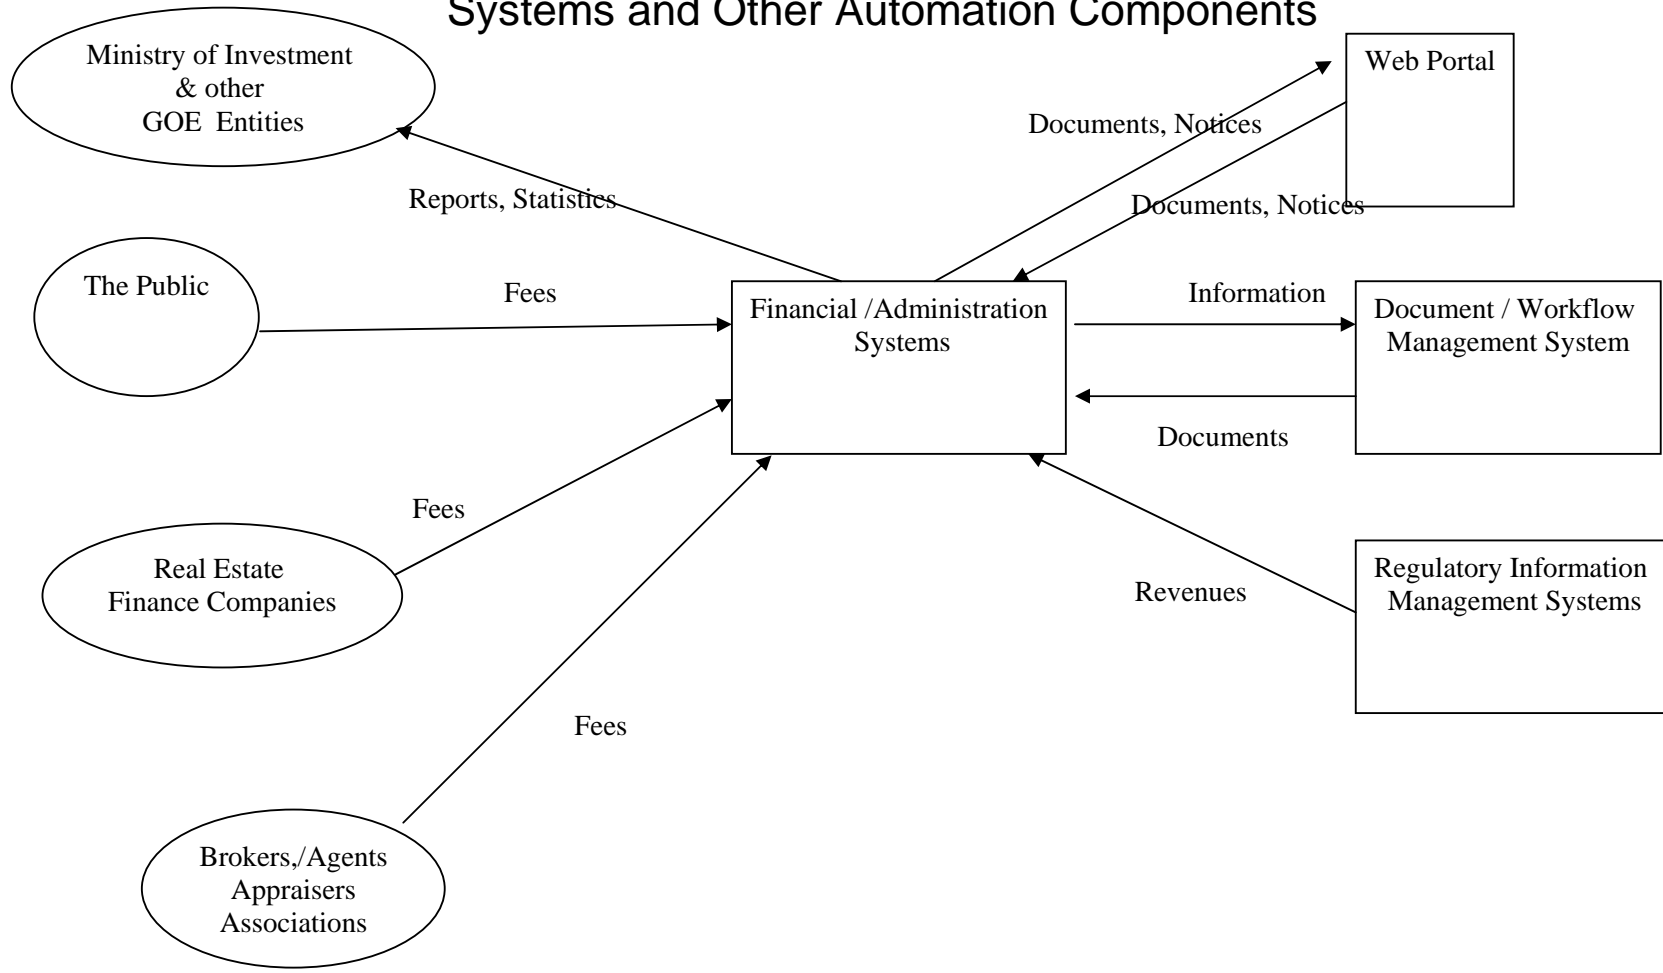 Systems and Other Automation Components
Ministry of Investment
& other
GOE Entities
Web Portal
Documents, Notices
Reports, Statistics
Documents, Notices
The Public
Fees
Financial /Administration
Systems
Information
Document / Workflow
Management System
Documents
Fees
Real Estate
Finance Companies
Revenues
Regulatory Information
Management Systems
Fees
Brokers,/Agents
Appraisers
Associations